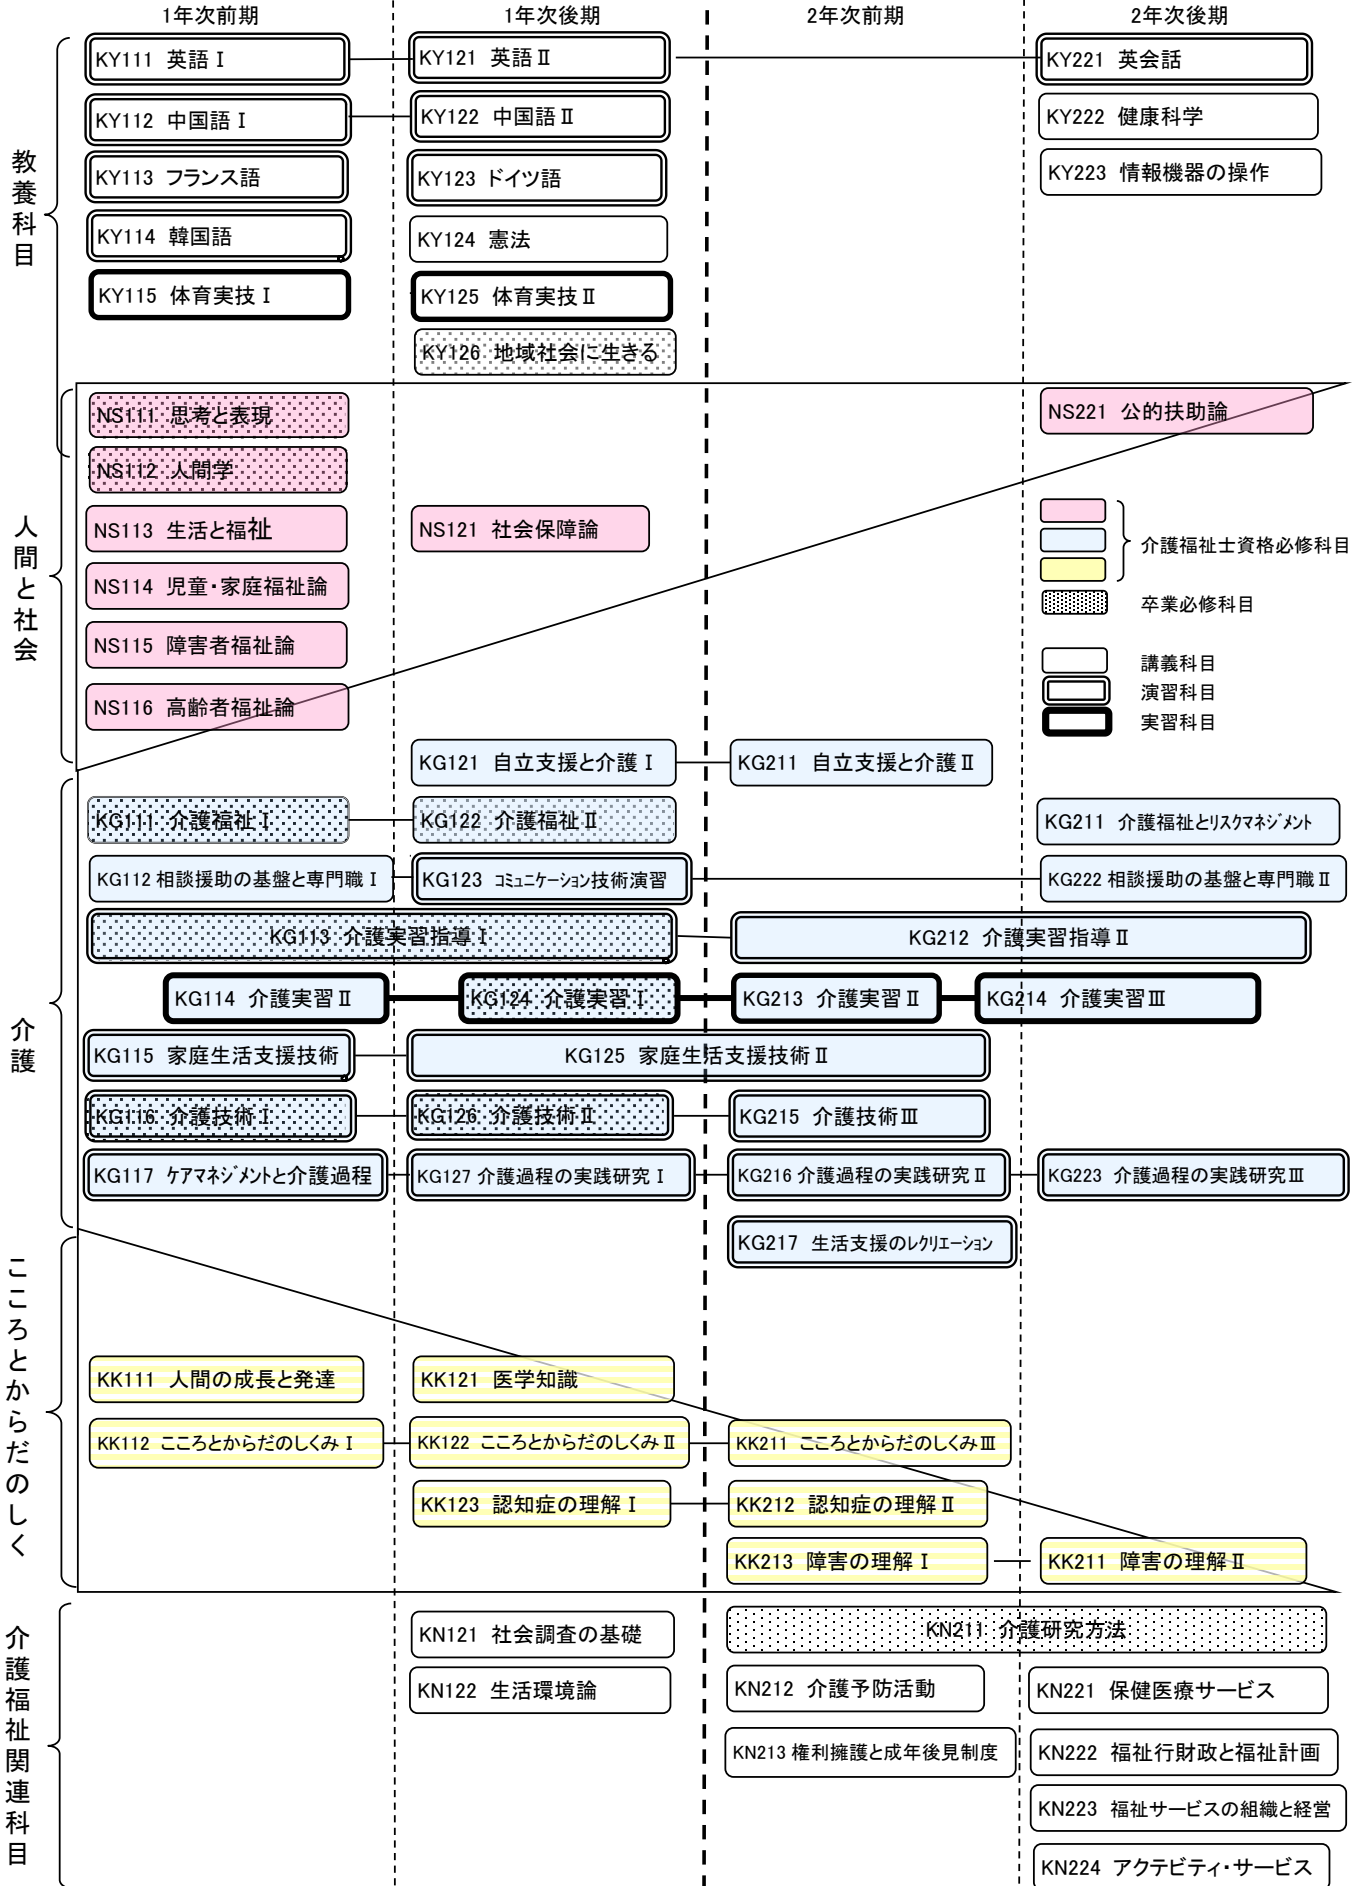 1年次前期
1年次後期
2年次前期
2年次後期
教養科目
KY111 英語Ⅰ
KY121 英語Ⅱ
KY221 英会話
KY112 中国語Ⅰ
KY122 中国語Ⅱ
KY222 健康科学
KY113 フランス語
KY123 ドイツ語
KY223 情報機器の操作
KY114 韓国語
KY124 憲法
KY115 体育実技Ⅰ
KY125 体育実技Ⅱ
KY126 地域社会に生きる
人間と社会
NS111 思考と表現
NS221 公的扶助論
NS112 人間学
NS113 生活と福祉
NS121 社会保障論
NS114 児童・家庭福祉論
NS115 障害者福祉論
NS116 高齢者福祉論
介護福祉士資格必修科目
卒業必修科目
講義科目
演習科目
実習科目
介護
KG121 自立支援と介護Ⅰ
KG211 自立支援と介護Ⅱ
KG111 介護福祉Ⅰ
KG122 介護福祉Ⅱ
KG211 介護福祉とリスクマネジメント
KG112 相談援助の基盤と専門職Ⅰ
KG123 コミュニケーション技術演習
KG222 相談援助の基盤と専門職Ⅱ
KG113 介護実習指導Ⅰ
KG212 介護実習指導Ⅱ
KG114 介護実習Ⅱ
KG124 介護実習Ⅰ
KG213 介護実習Ⅱ
KG214 介護実習Ⅲ
KG115 家庭生活支援技術
KG125 家庭生活支援技術Ⅱ
KG116 介護技術Ⅰ
KG126 介護技術Ⅱ
KG215 介護技術Ⅲ
KG117 ケアマネジメントと介護過程
KG127 介護過程の実践研究Ⅰ
KG216 介護過程の実践研究Ⅱ
KG223 介護過程の実践研究Ⅲ
KG217 生活支援のレクリエーション
こころとからだのしく
KK111 人間の成長と発達
KK121 医学知識
KK112 こころとからだのしくみⅠ
KK122 こころとからだのしくみⅡ
KK211 こころとからだのしくみⅢ
KK123 認知症の理解Ⅰ
KK212 認知症の理解Ⅱ
KK213 障害の理解Ⅰ
KK211 障害の理解Ⅱ
介護福祉関連科目
KN121 社会調査の基礎
KN211 介護研究方法
KN122 生活環境論
KN212 介護予防活動
KN221 保健医療サービス
KN213 権利擁護と成年後見制度
KN222 福祉行財政と福祉計画
KN223 福祉サービスの組織と経営
KN224 アクテビティ・サービス